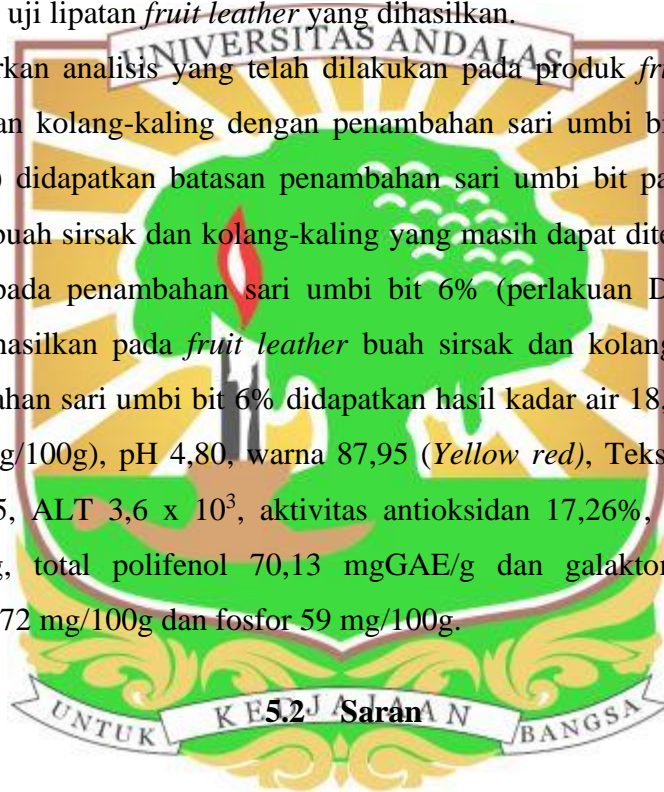 uji lipatan fruit leather yang dihasilkan.
UNIVERSITAS ANDALAS
rkan analisis yang telah dilakukan pada produk fr
an kolang-kaling dengan penambahan sari umbi bi
) didapatkan batasan penambahan sari umbi bit pa
buah sirsak dan kolang-kaling yang masih dapat dite
pada penambahan sari umbi bit 6% (perlakuan D
hasilkan pada fruit leather buah sirsak dan kolang
ahan sari umbi bit 6% didapatkan hasil kadar air 18,
g/100g), pH 4,80, warna 87,95 (Yellow red), Teks
5, ALT 3,6 x 10³, aktivitas antioksidan 17,26%,
g, total polifenol 70,13 mgGAE/g dan galakto
72 mg/100g dan fosfor 59 mg/100g.
5.2 Saran
UNTUK KEDJAJAAN BANGSA